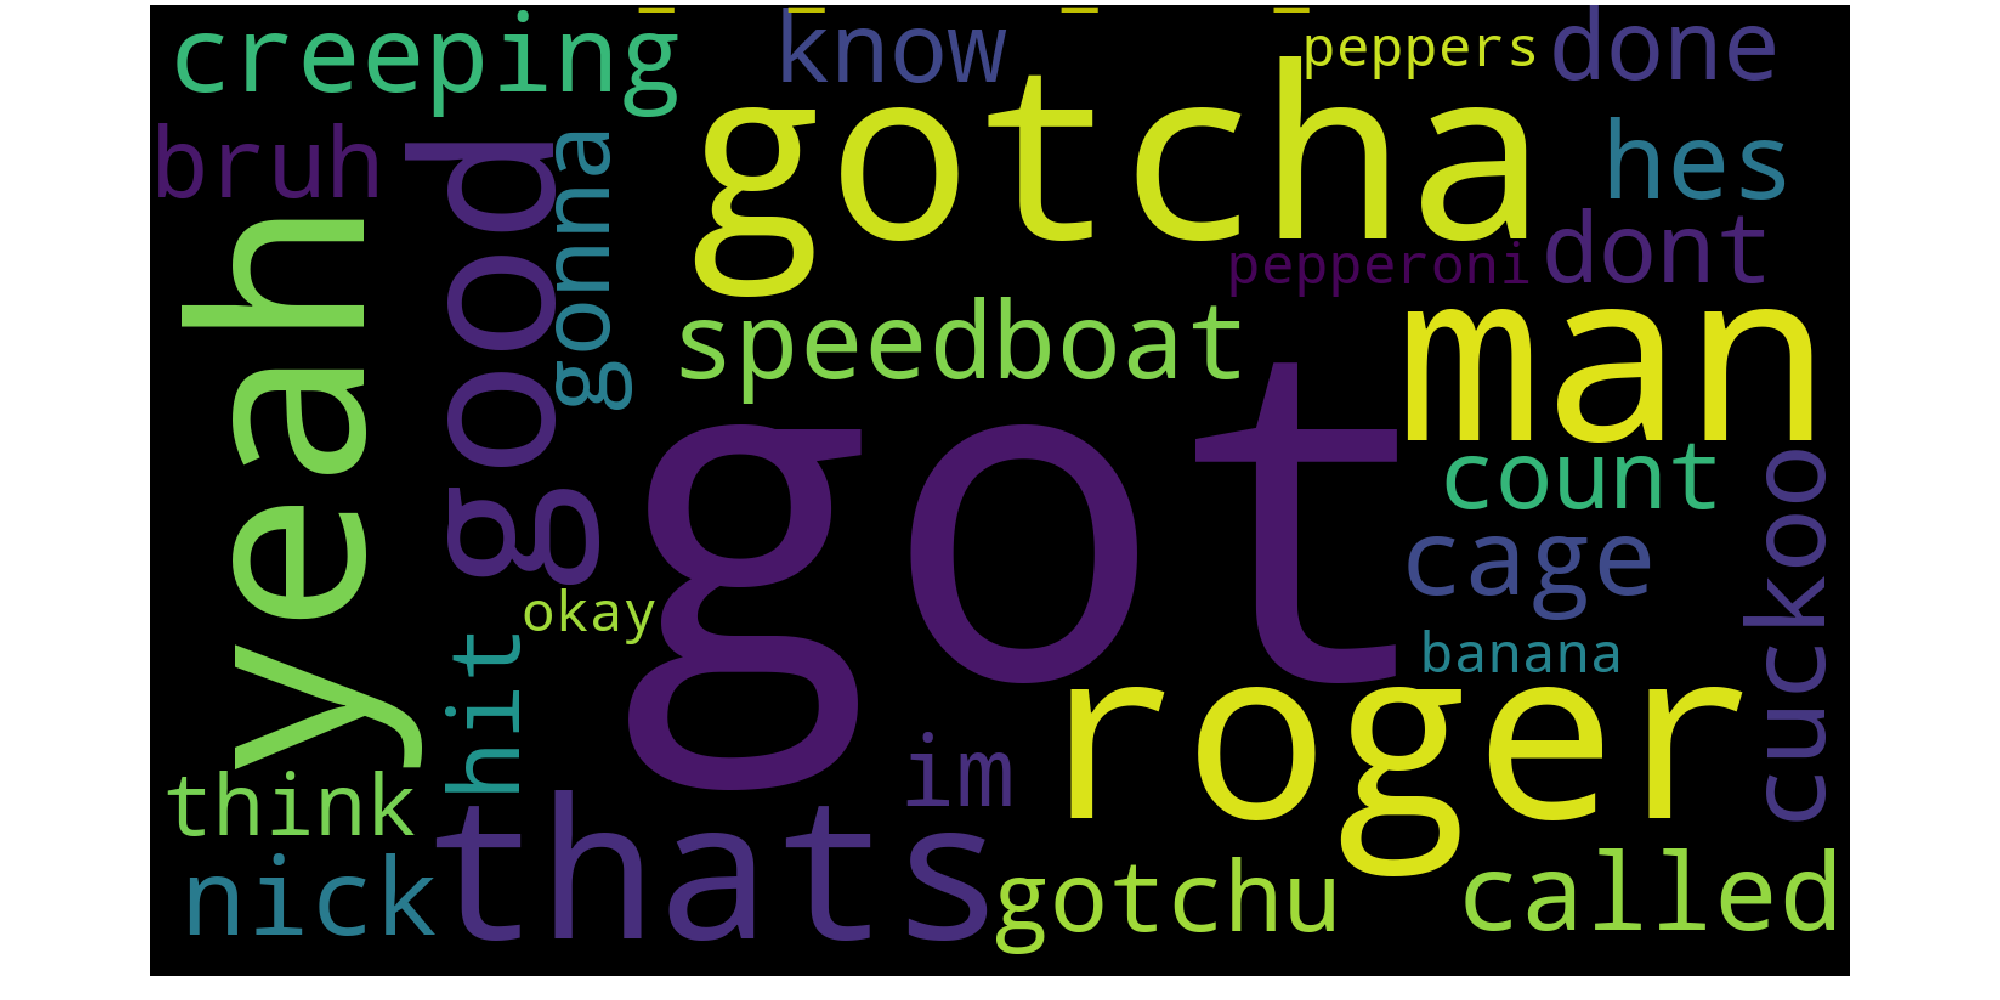 creeping
know
peppers
done
bruh
good
gonna
gotcha
hes
yeah
pepperoni
dont
speedboat
man
got
count
cage
cuckoo
okay
banana
hit
roger
im
think
thats
nick
gotchu
called